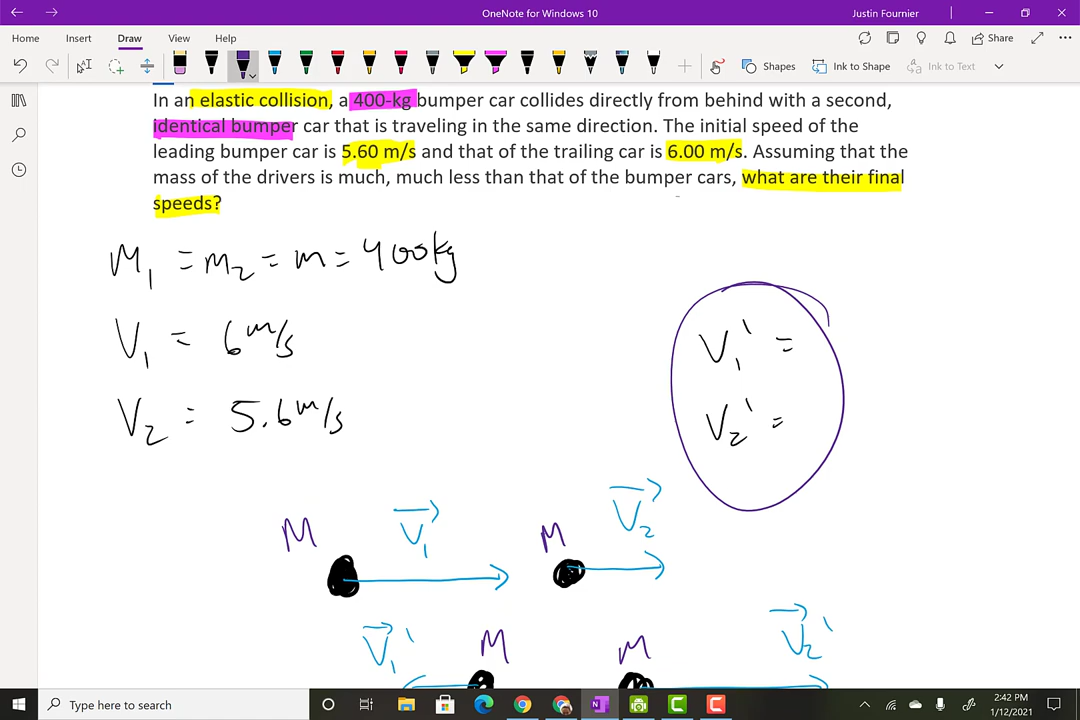 OneNote for Windows 10
Justin Fournier
Home Insert Draw View Help
Share
Shapes Ink to Shape Ink to Text
In an elastic collision, a 400-kg bumper car collides directly from behind with a second,
identical bumper car that is traveling in the same direction. The initial speed of the
leading bumper car is 5.60 m/s and that of the trailing car is 6.00 m/s. Assuming that the
mass of the drivers is much, much less than that of the bumper cars, what are their final
speeds?
M₁ = m₂ = m = 400kg
V₁ = 6 m/s
V₂ = 5.6 m/s
V₁' =
V₂' =
M V₁ M V₂
V₁' M M V₂'
Type here to search
2:42 PM
1/12/2021